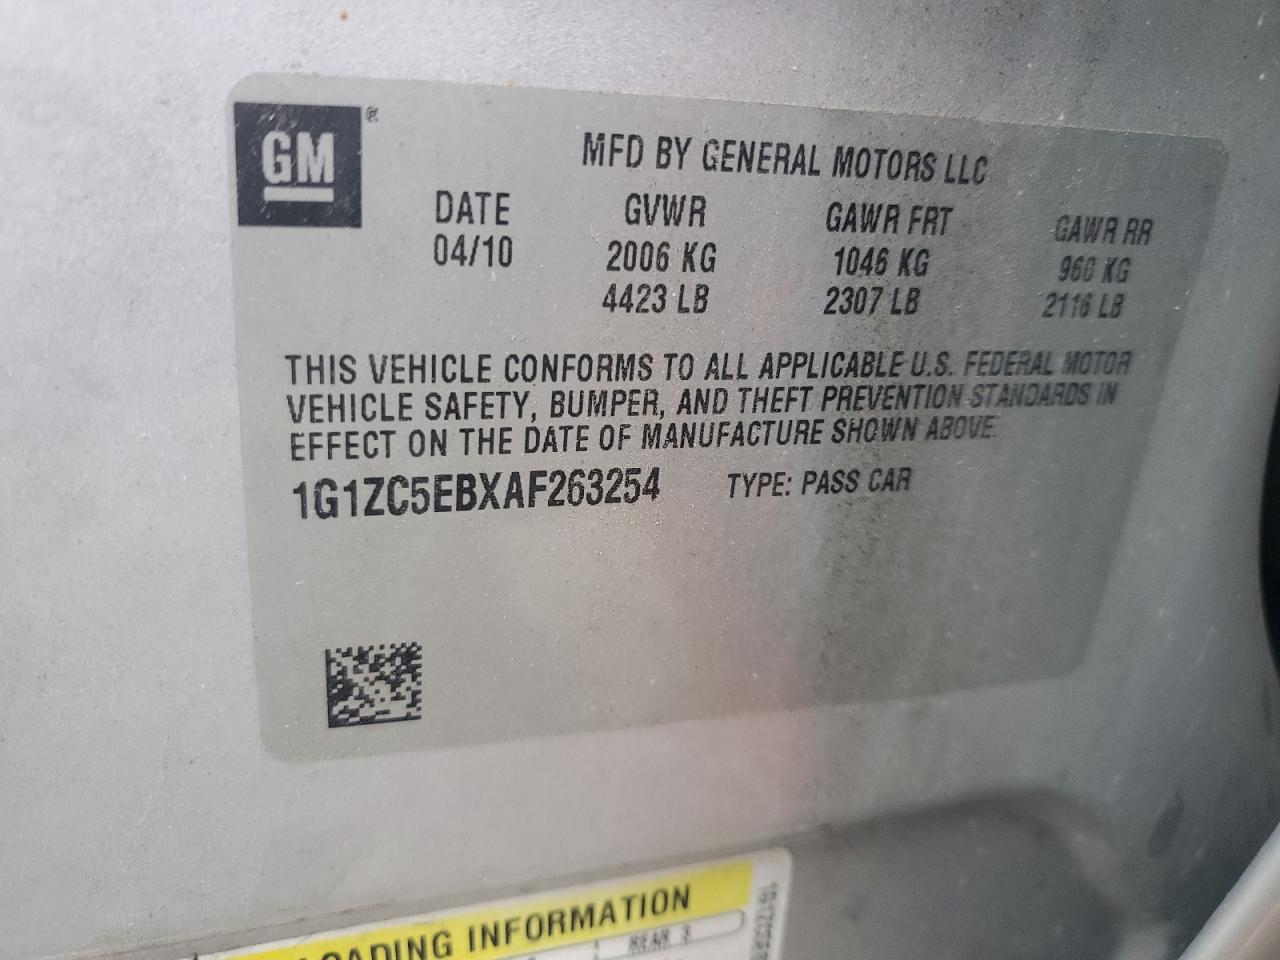 GM®
MFD BY GENERAL MOTORS LLC
DATE GVWR GAWR FRT GAWR RR
04/10 2006 KG 1046 KG 960 KG
4423 LB 2307 LB 2116 LB
THIS VEHICLE CONFORMS TO ALL APPLICABLE U.S. FEDERAL MOTOR
VEHICLE SAFETY, BUMPER, AND THEFT PREVENTION STANDARDS IN
EFFECT ON THE DATE OF MANUFACTURE SHOWN ABOVE.
1G1ZC5EBXAF263254 TYPE: PASS CAR
LOADING INFORMATION
REAR 3